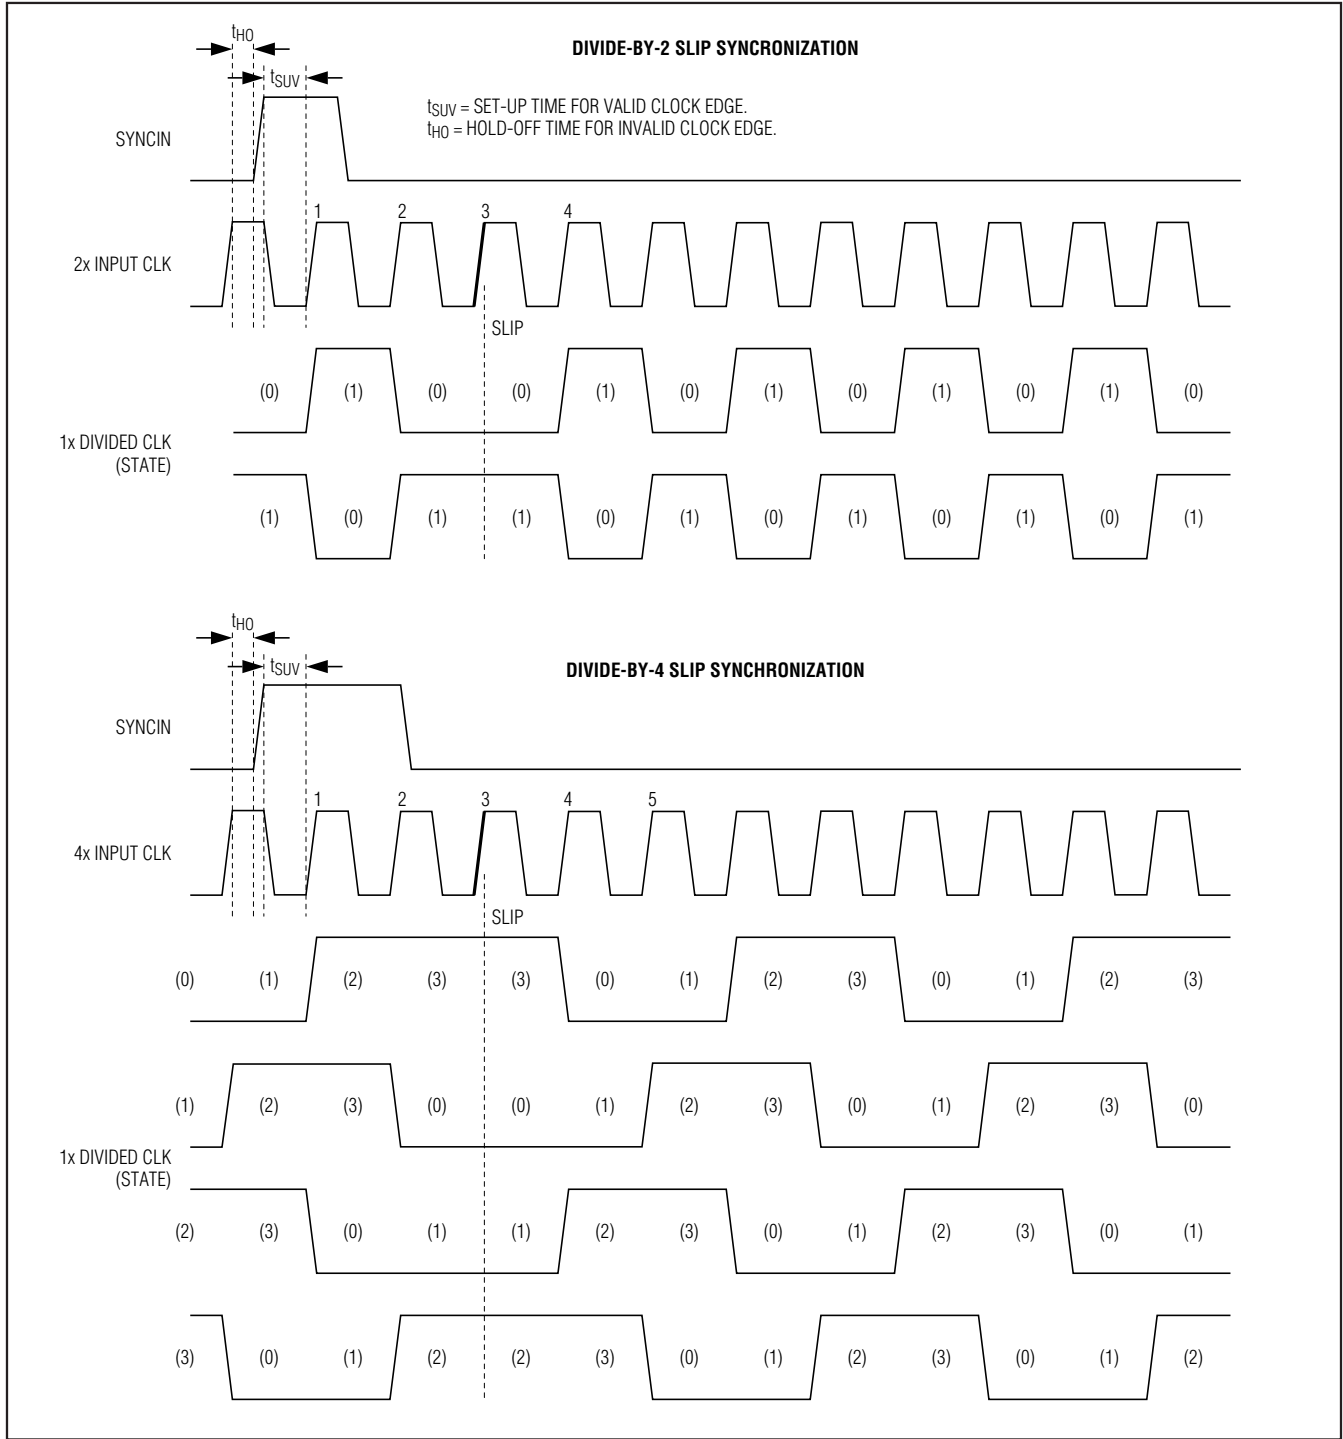 tHO
DIVIDE-BY-2 SLIP SYNCRONIZATION
tSUV
tSUV = SET-UP TIME FOR VALID CLOCK EDGE.
tHO = HOLD-OFF TIME FOR INVALID CLOCK EDGE.
SYNCIN
1 2 3 4
2x INPUT CLK
SLIP
(0) (1) (0) (0) (1) (0) (1) (0) (1) (0) (1) (0)
1x DIVIDED CLK
(STATE)
(1) (0) (1) (1) (0) (1) (0) (1) (0) (1) (0) (1)
tHO
tSUV
DIVIDE-BY-4 SLIP SYNCHRONIZATION
SYNCIN
1 2 3 4 5
4x INPUT CLK
SLIP
(0) (1) (2) (3) (3) (0) (1) (2) (3) (0) (1) (2) (3)
(1) (2) (3) (0) (0) (1) (2) (3) (0) (1) (2) (3) (0)
1x DIVIDED CLK
(STATE)
(2) (3) (0) (1) (1) (2) (3) (0) (1) (2) (3) (0) (1)
(3) (0) (1) (2) (2) (3) (0) (1) (2) (3) (0) (1) (2)